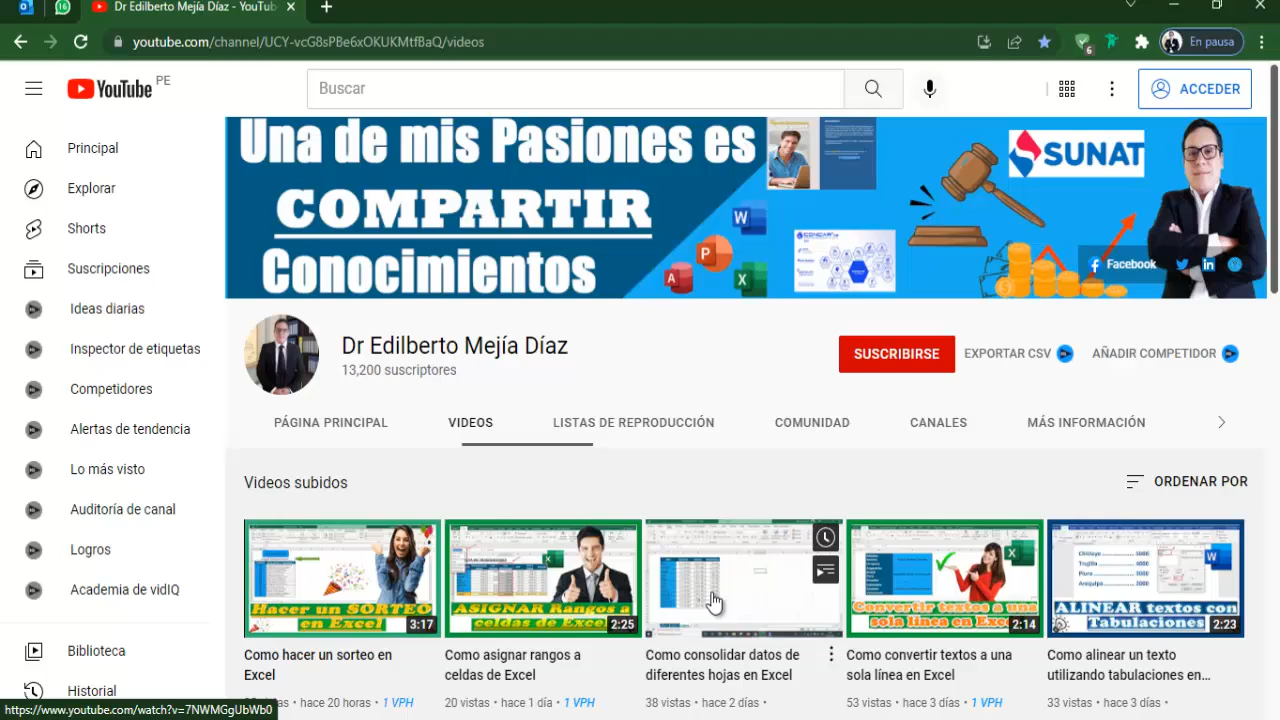 Dr Edilberto Mejía Díaz - YouTub
16
youtube.com/channel/UCY-vcG8sPBe6xOKUKMtfBaQ/videos
6
En pausa
YouTube PE
Buscar
ACCEDER
Principal
Explorar
Shorts
Suscripciones
Ideas diarias
Inspector de etiquetas
Competidores
Alertas de tendencia
Lo más visto
Auditoría de canal
Logros
Academia de vidIQ
Biblioteca
Historial
Una de mis Pasiones es
COMPARTIR
Conocimientos
SUNAT
W
P
A
X
CONCAR
Facebook
Dr Edilberto Mejía Díaz
13,200 suscriptores
SUSCRIBIRSE
EXPORTAR CSV
AÑADIR COMPETIDOR
PÁGINA PRINCIPAL
VIDEOS
LISTAS DE REPRODUCCIÓN
COMUNIDAD
CANALES
MÁS INFORMACIÓN
Videos subidos
ORDENAR POR
Hacer un SORTEO
en Excel
3:17
ASIGNAR Rangos a
celdas de Excel
2:25
Convertir textos a una
sola línea en Excel
2:14
Chiclayo 5000
Trujillo 4000
Piura
Arequipa
ALINEAR textos con
Tabulaciones
2:23
Como hacer un sorteo en
Excel
vistas • hace 20 horas • 1 VPH
Como asignar rangos a
celdas de Excel
20 vistas • hace 1 día • 1 VPH
Como consolidar datos de
diferentes hojas en Excel
38 vistas • hace 2 días •
Como convertir textos a una
sola línea en Excel
53 vistas • hace 3 días • 1 VPH
Como alinear un texto
utilizando tabulaciones en...
33 vistas • hace 3 días •
https://www.youtube.com/watch?v=7NWMGgUbWb0